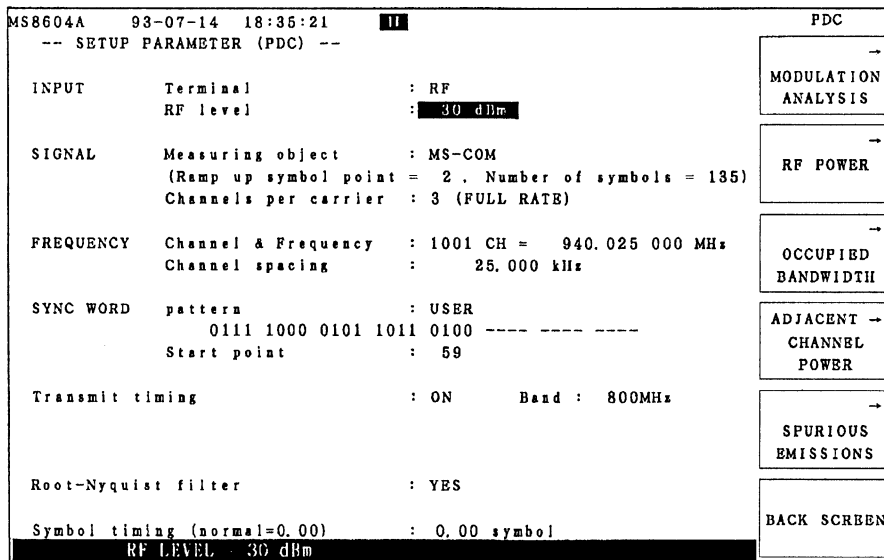 MS8604A 93-07-14 18:35:21 II PDC
-- SETUP PARAMETER (PDC) --
INPUT Terminal : RF
RF level : 30 dBm
SIGNAL Measuring object : MS-COM
(Ramp up symbol point = 2 , Number of symbols = 135)
Channels per carrier : 3 (FULL RATE)
FREQUENCY Channel & Frequency : 1001 CH = 940.025 000 MHz
Channel spacing : 25.000 kHz
SYNC WORD pattern : USER
0111 1000 0101 1011 0100 ---- ---- ----
Start point : 59
Transmit timing : ON Band : 800MHz
Root-Nyquist filter : YES
Symbol timing (normal=0.00) : 0.00 symbol
RF LEVEL - 30 dBm
→
MODULATION
ANALYSIS
→
RF POWER
→
OCCUPIED
BANDWIDTH
ADJACENT →
CHANNEL
POWER
→
SPURIOUS
EMISSIONS
BACK SCREEN